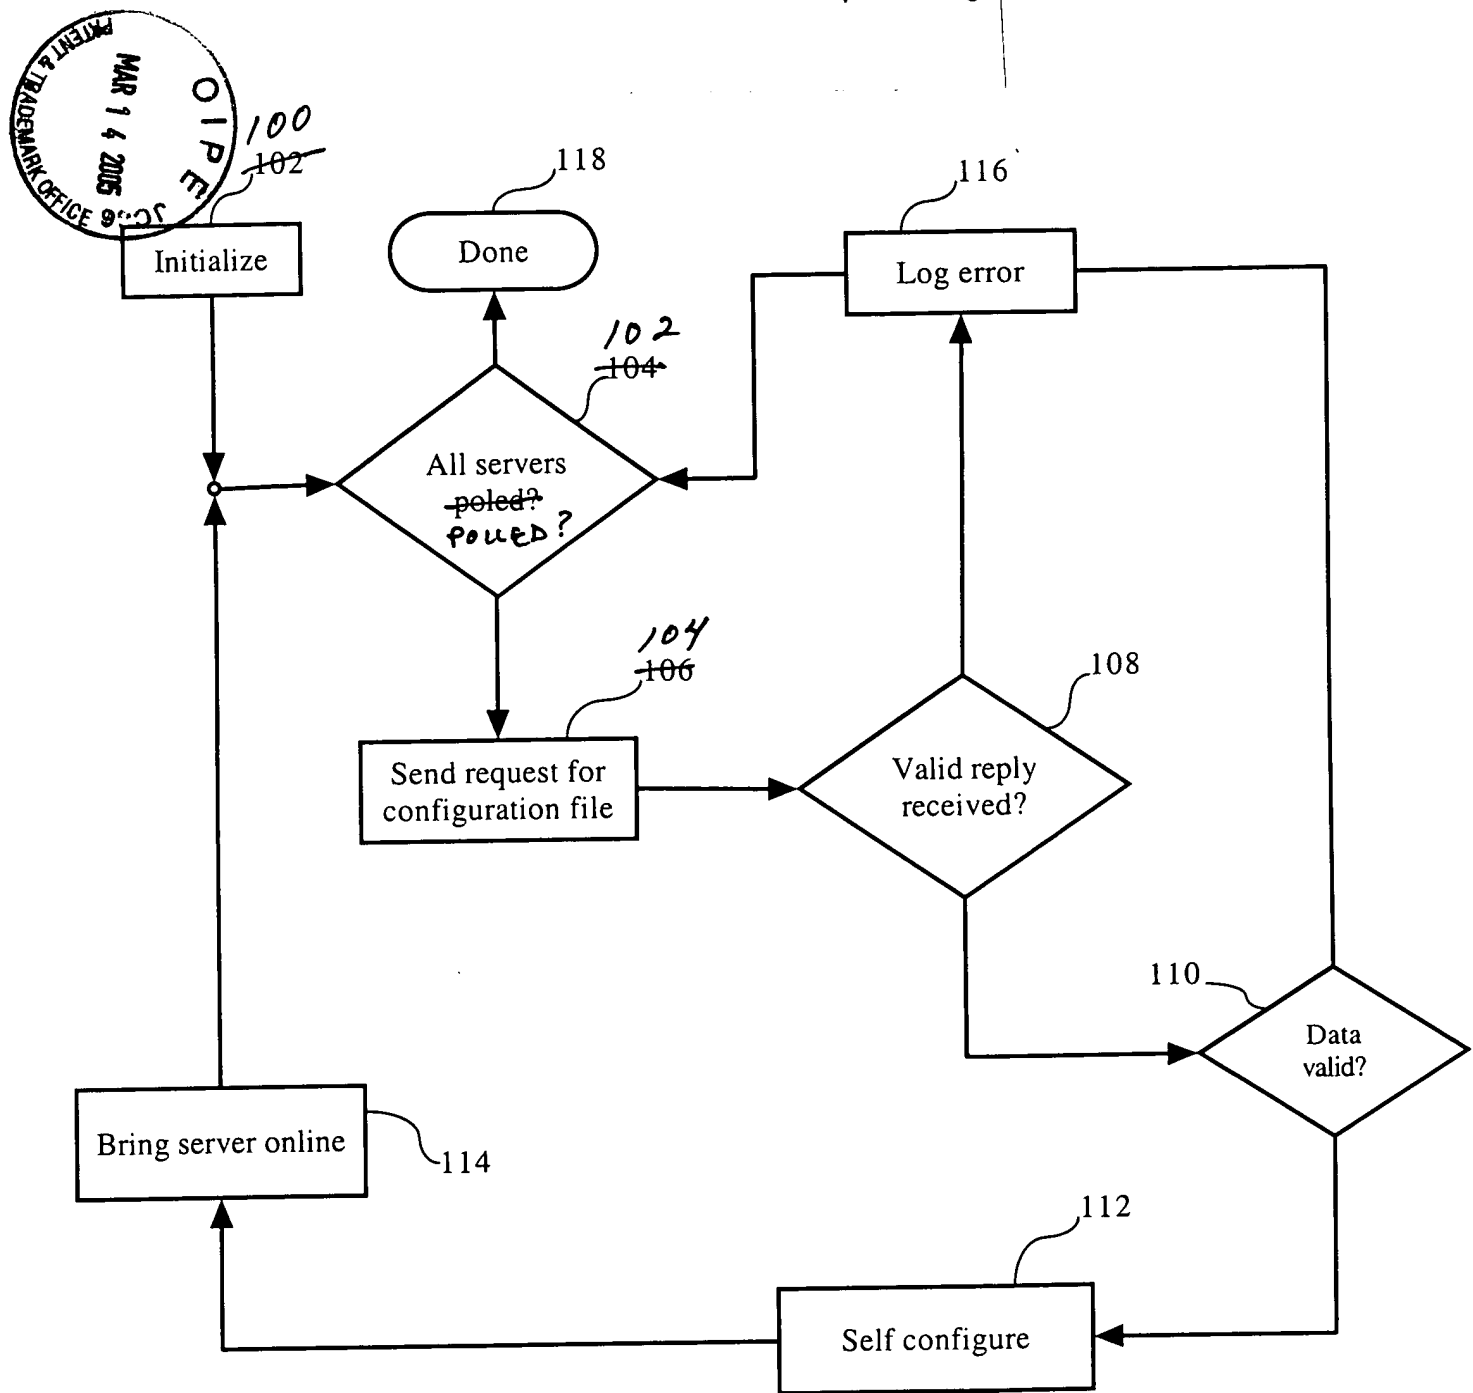 OIPE
MAR 14 2005
PATENT & TRADEMARK OFFICE
100
102
Initialize
118
Done
116
Log error
102
104
All servers
poled?
POLLED?
104
106
Send request for
configuration file
108
Valid reply
received?
110
Data
valid?
Bring server online
114
112
Self configure